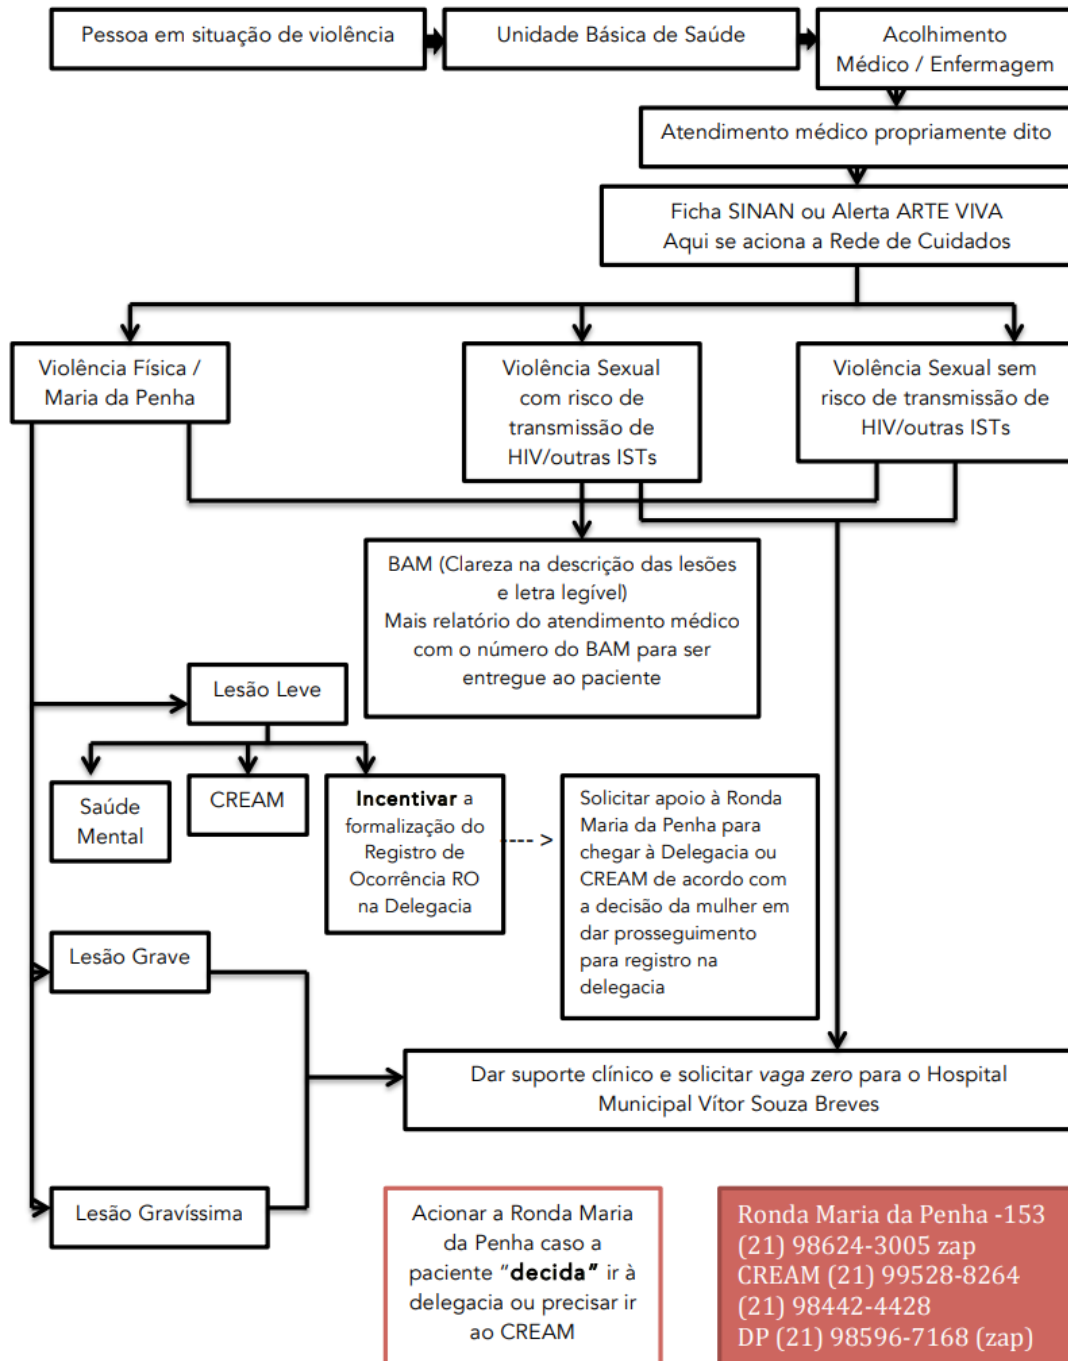 Pessoa em situação de violência
Unidade Básica de Saúde
Acolhimento
Médico / Enfermagem
Atendimento médico propriamente dito
Ficha SINAN ou Alerta ARTE VIVA
Aqui se aciona a Rede de Cuidados
Violência Física /
Maria da Penha
Violência Sexual
com risco de
transmissão de
HIV/outras ISTs
Violência Sexual sem
risco de transmissão de
HIV/outras ISTs
BAM (Clareza na descrição das lesões
e letra legível)
Mais relatório do atendimento médico
com o número do BAM para ser
entregue ao paciente
Lesão Leve
Saúde
Mental
CREAM
Incentivar a
formalização do
Registro de
Ocorrência RO
na Delegacia
---- >
Solicitar apoio à Ronda
Maria da Penha para
chegar à Delegacia ou
CREAM de acordo com
a decisão da mulher em
dar prosseguimento
para registro na
delegacia
Lesão Grave
Dar suporte clínico e solicitar vaga zero para o Hospital
Municipal Vítor Souza Breves
Lesão Gravíssima
Acionar a Ronda Maria
da Penha caso a
paciente "decida" ir à
delegacia ou precisar ir
ao CREAM
Ronda Maria da Penha -153
(21) 98624-3005 zap
CREAM (21) 99528-8264
(21) 98442-4428
DP (21) 98596-7168 (zap)